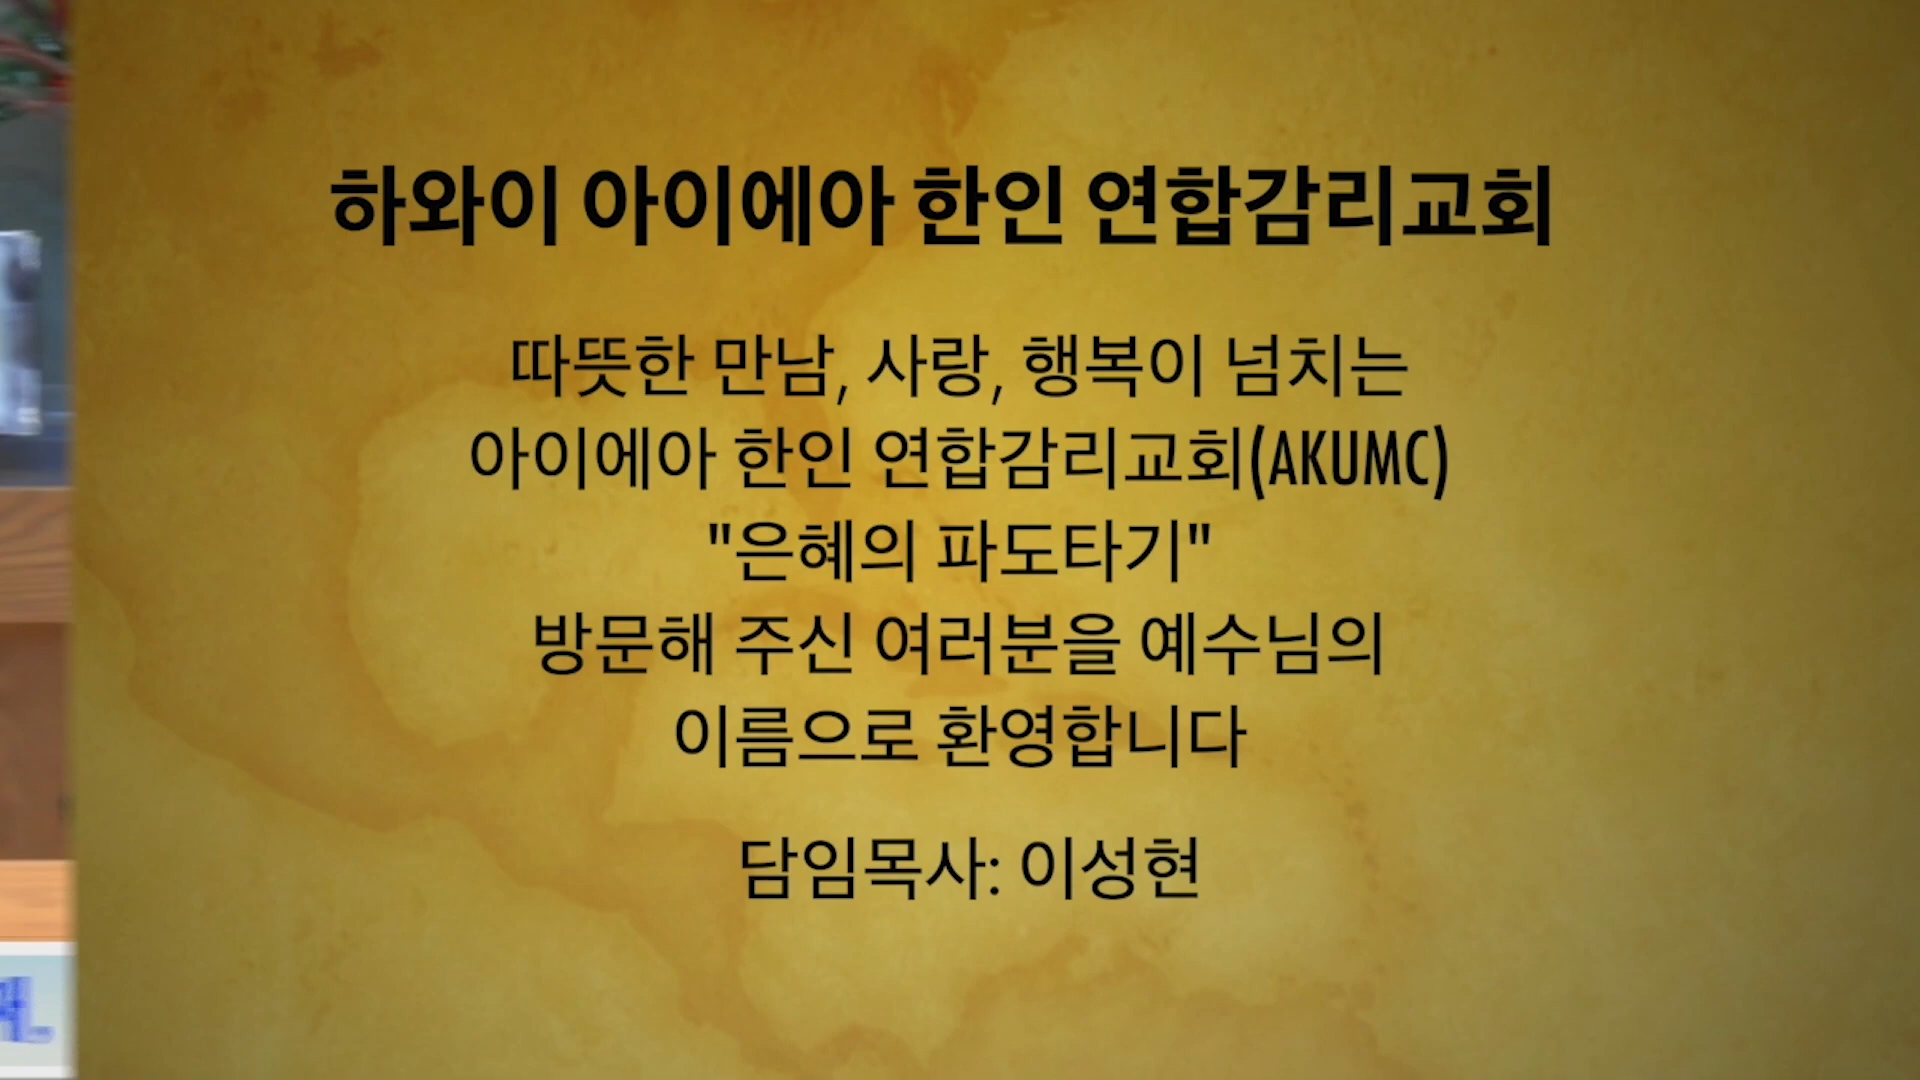 하와이 아이에아 한인 연합감리교회
따뜻한 만남, 사랑, 행복이 넘치는
아이에아 한인 연합감리교회(AKUMC)
"은혜의 파도타기"
방문해 주신 여러분을 예수님의
이름으로 환영합니다
담임목사: 이성현